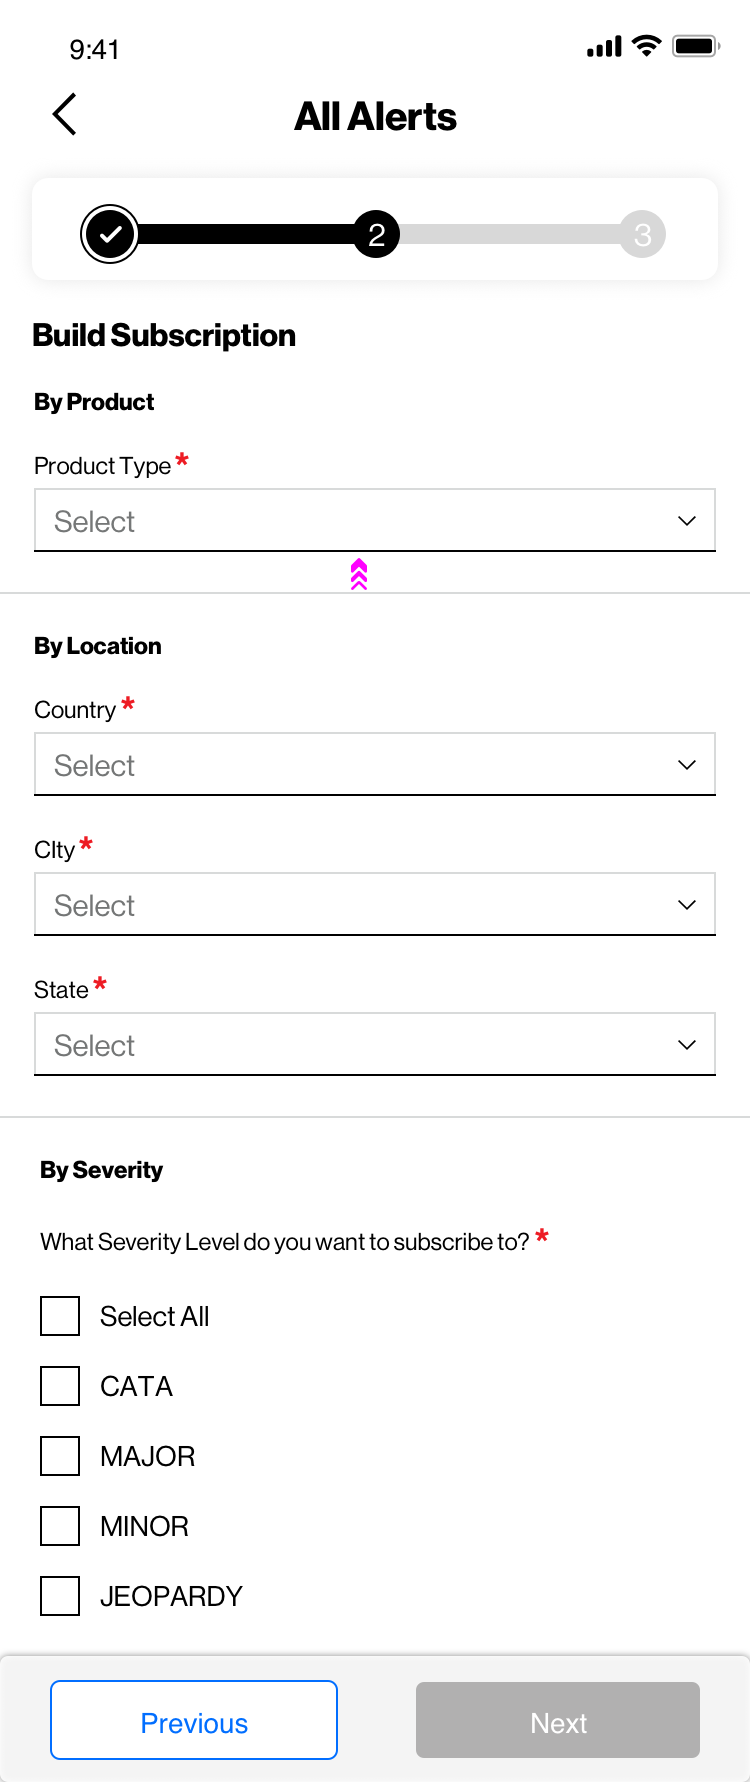 9:41
All Alerts
2
3
Build Subscription
By Product
Product Type *
Select
By Location
Country *
Select
CIty *
Select
State *
Select
By Severity
What Severity Level do you want to subscribe to? *
Select All
CATA
MAJOR
MINOR
JEOPARDY
Previous
Next